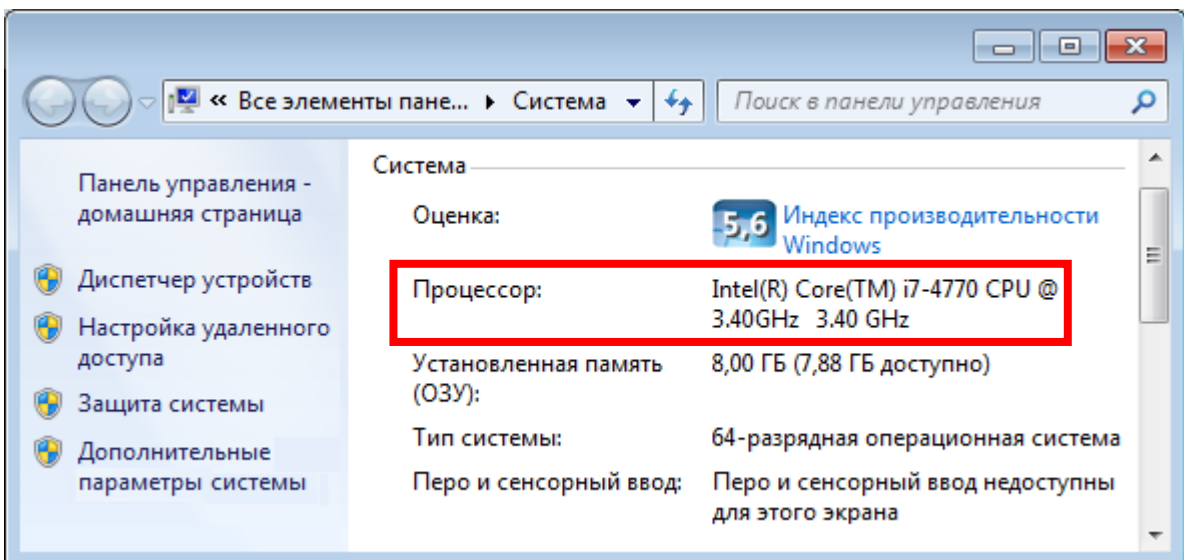 « Все элементы пане... Система
Поиск в панели управления
Панель управления -
домашняя страница
Диспетчер устройств
Настройка удаленного
доступа
Защита системы
Дополнительные
параметры системы
Система
Оценка:
5,6 Индекс производительности
Windows
Процессор:
Intel(R) Core(TM) i7-4770 CPU @
3.40GHz 3.40 GHz
Установленная память
(ОЗУ):
8,00 ГБ (7,88 ГБ доступно)
Тип системы:
64-разрядная операционная система
Перо и сенсорный ввод:
Перо и сенсорный ввод недоступны
для этого экрана